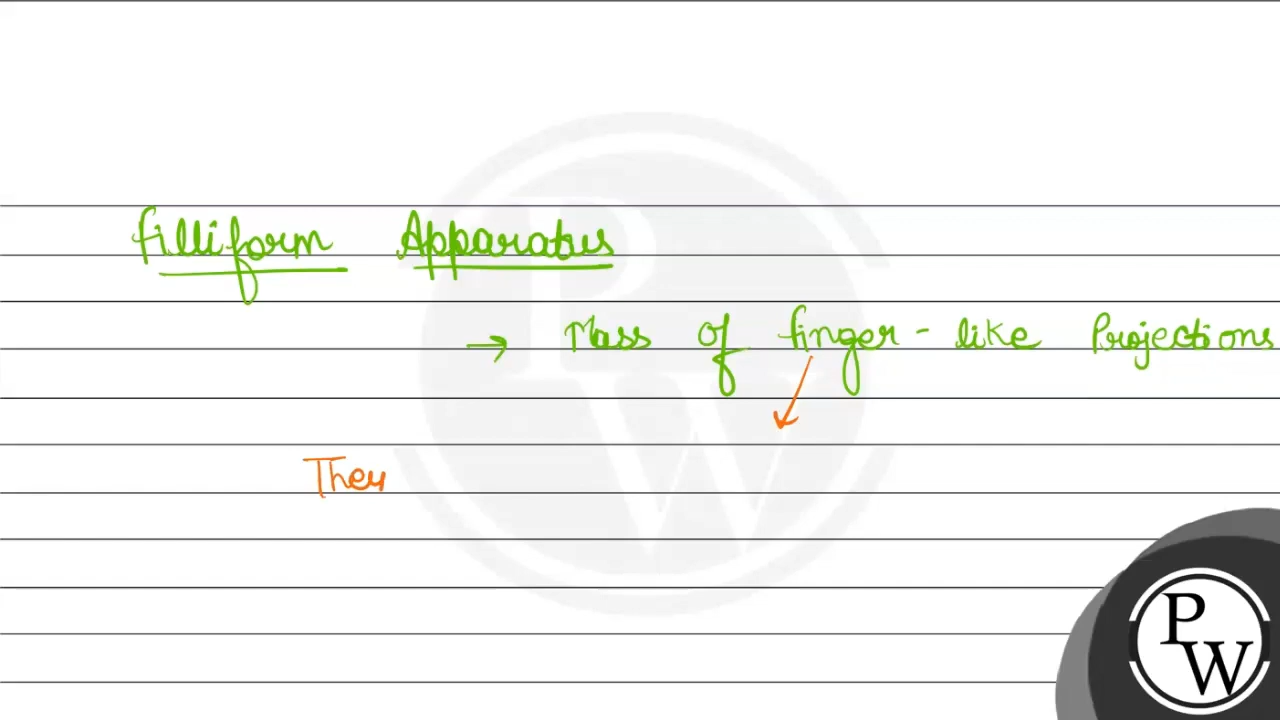 filliform Apparatus
→ Mass of finger-like Projections
They
P
W
P
W